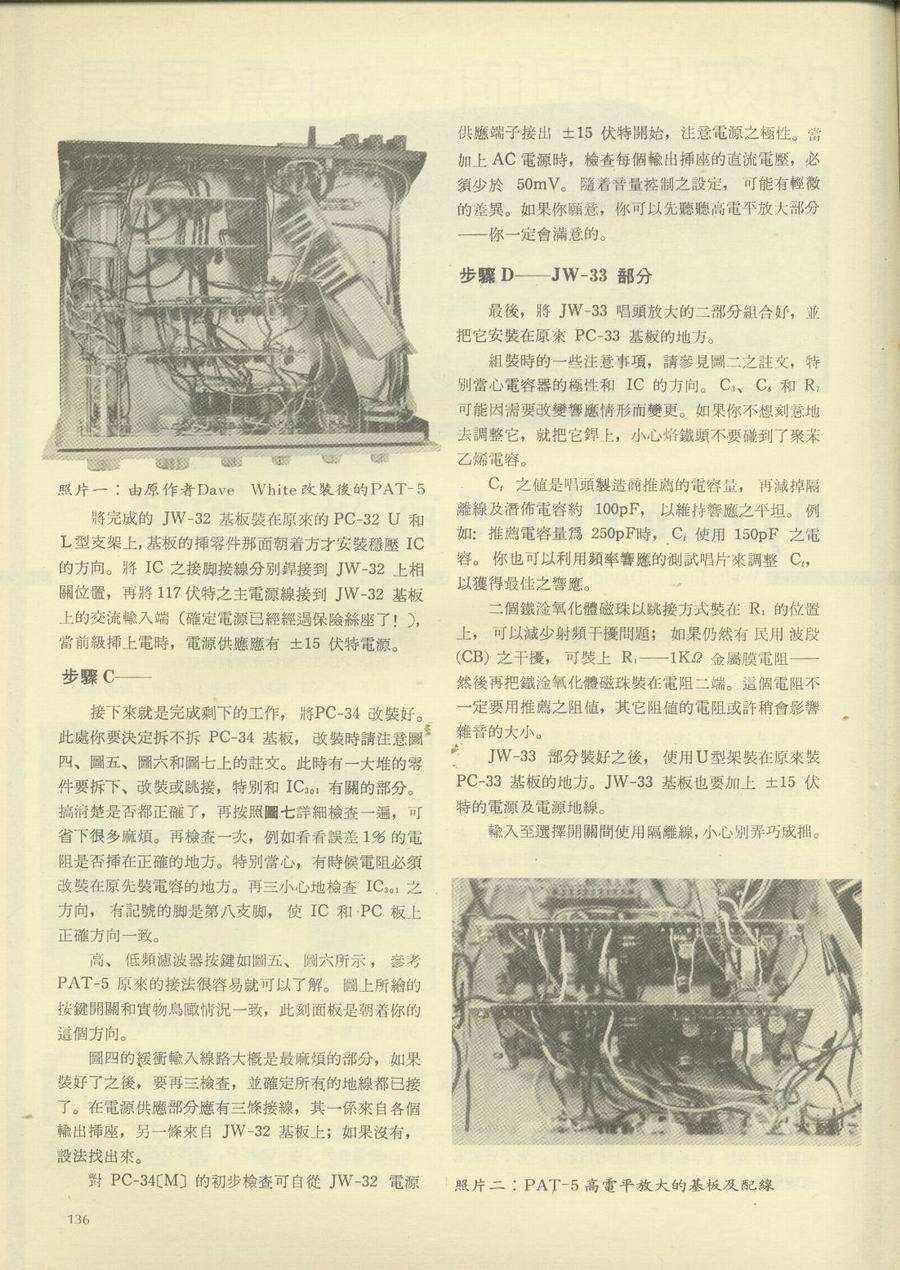 照片一：由原作者Dave White改裝後的PAT-5
將完成的 JW-32 基板裝在原來的 PC-32 U 和
L型支架上，基板的揷零件那面朝着方才安裝穩壓 IC
的方向。將 IC 之接脚接線分別銲接到 JW-32 上相
關位置，再將 117 伏特之主電源線接到 JW-32 基板
上的交流輸入端（確定電源已經經過保險絲座了！），
當前級揷上電時，電源供應應有 ±15 伏特電源。
步驟 C——
接下來就是完成剩下的工作， 將PC-34 改裝好。
此處你要決定拆不拆 PC-34 基板， 改裝時請注意圖
四、圖五、圖六和圖七上的註文。此時有一大堆的零
件要拆下、改裝或跳接，特別和 IC₃₀₁ 有關的部分。
搞淸楚是否都正確了，再按照圖七詳細檢查一遍， 可
省下很多麻煩。再檢查一次，例如看看誤差 1% 的電
阻是否揷在正確的地方。特別當心，有時候電阻必須
改裝在原先裝電容的地方。再三小心地檢查 IC₃₀₁ 之
方向， 有記號的脚是第八支脚， 使 IC 和 PC 板上
正確方向一致。
高、 低頻濾波器按鍵如圖五、 圖六所示， 參考
PAT-5 原來的接法很容易就可以了解。 圖上所繪的
按鍵開關和實物鳥瞰情況一致，此刻面板是朝着你的
這個方向。
圖四的緩衝輸入線路大槪是最麻煩的部分，如果
裝好了之後，要再三檢查，並確定所有的地線都已接
了。在電源供應部分應有三條接線，其一係來自各個
輸出揷座，另一條來自 JW-32 基板上；如果沒有，
設法找出來。
對 PC-34〔M〕的初步檢查可自從 JW-32 電源
136
供應端子接出 ±15 伏特開始，注意電源之極性。當
加上 AC 電源時，檢查每個輸出揷座的直流電壓，必
須少於 50mV。 隨着音量控制之設定， 可能有輕微
的差異。如果你願意，你可以先聽聽高電平放大部分
——你一定會滿意的。
步驟 D——JW-33 部分
最後，將 JW-33 唱頭放大的二部分組合好，並
把它安裝在原來 PC-33 基板的地方。
組裝時的一些注意事項，請參見圖二之註文，特
別當心電容器的極性和 IC 的方向。 C₃、 C₆ 和 R₇
可能因需要改變響應情形而變更。如果你不想刻意地
去調整它，就把它銲上，小心烙鐵頭不要碰到了聚苯
乙烯電容。
Cᵢ 之値是唱頭製造商推薦的電容量， 再減掉隔
離線及潛佈電容約 100pF， 以維持響應之平坦。 例
如: 推薦電容量爲 250pF時，Cᵢ 使用 150pF 之電
容。 你也可以利用頻率響應的測試唱片來調整 Cᵢ,
以獲得最佳之響應。
二個鐵淦氧化體磁珠以跳接方式裝在 R₁ 的位置
上， 可以減少射頻干擾問題； 如果仍然有 民用 波段
(CB) 之干擾， 可裝上 R₁——1KΩ 金屬膜電阻——
然後再把鐵淦氧化體磁珠裝在電阻二端。這個電阻不
一定要用推薦之阻値，其它阻値的電阻或許稍會影響
雜音的大小。
JW-33 部分裝好之後， 使用U型架裝在原來裝
PC-33 基板的地方。JW-33 基板也要加上 ±15 伏
特的電源及電源地線。
輸入至選擇開關間使用隔離線，小心別弄巧成拙。
照片二：PAT-5 高電平放大的基板及配線